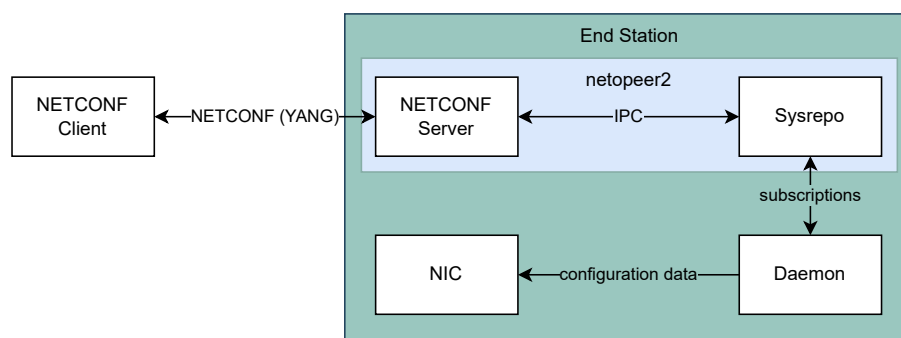 End Station
netopeer2
NETCONF
Client
NETCONF (YANG)
NETCONF
Server
IPC
Sysrepo
subscriptions
NIC
configuration data
Daemon